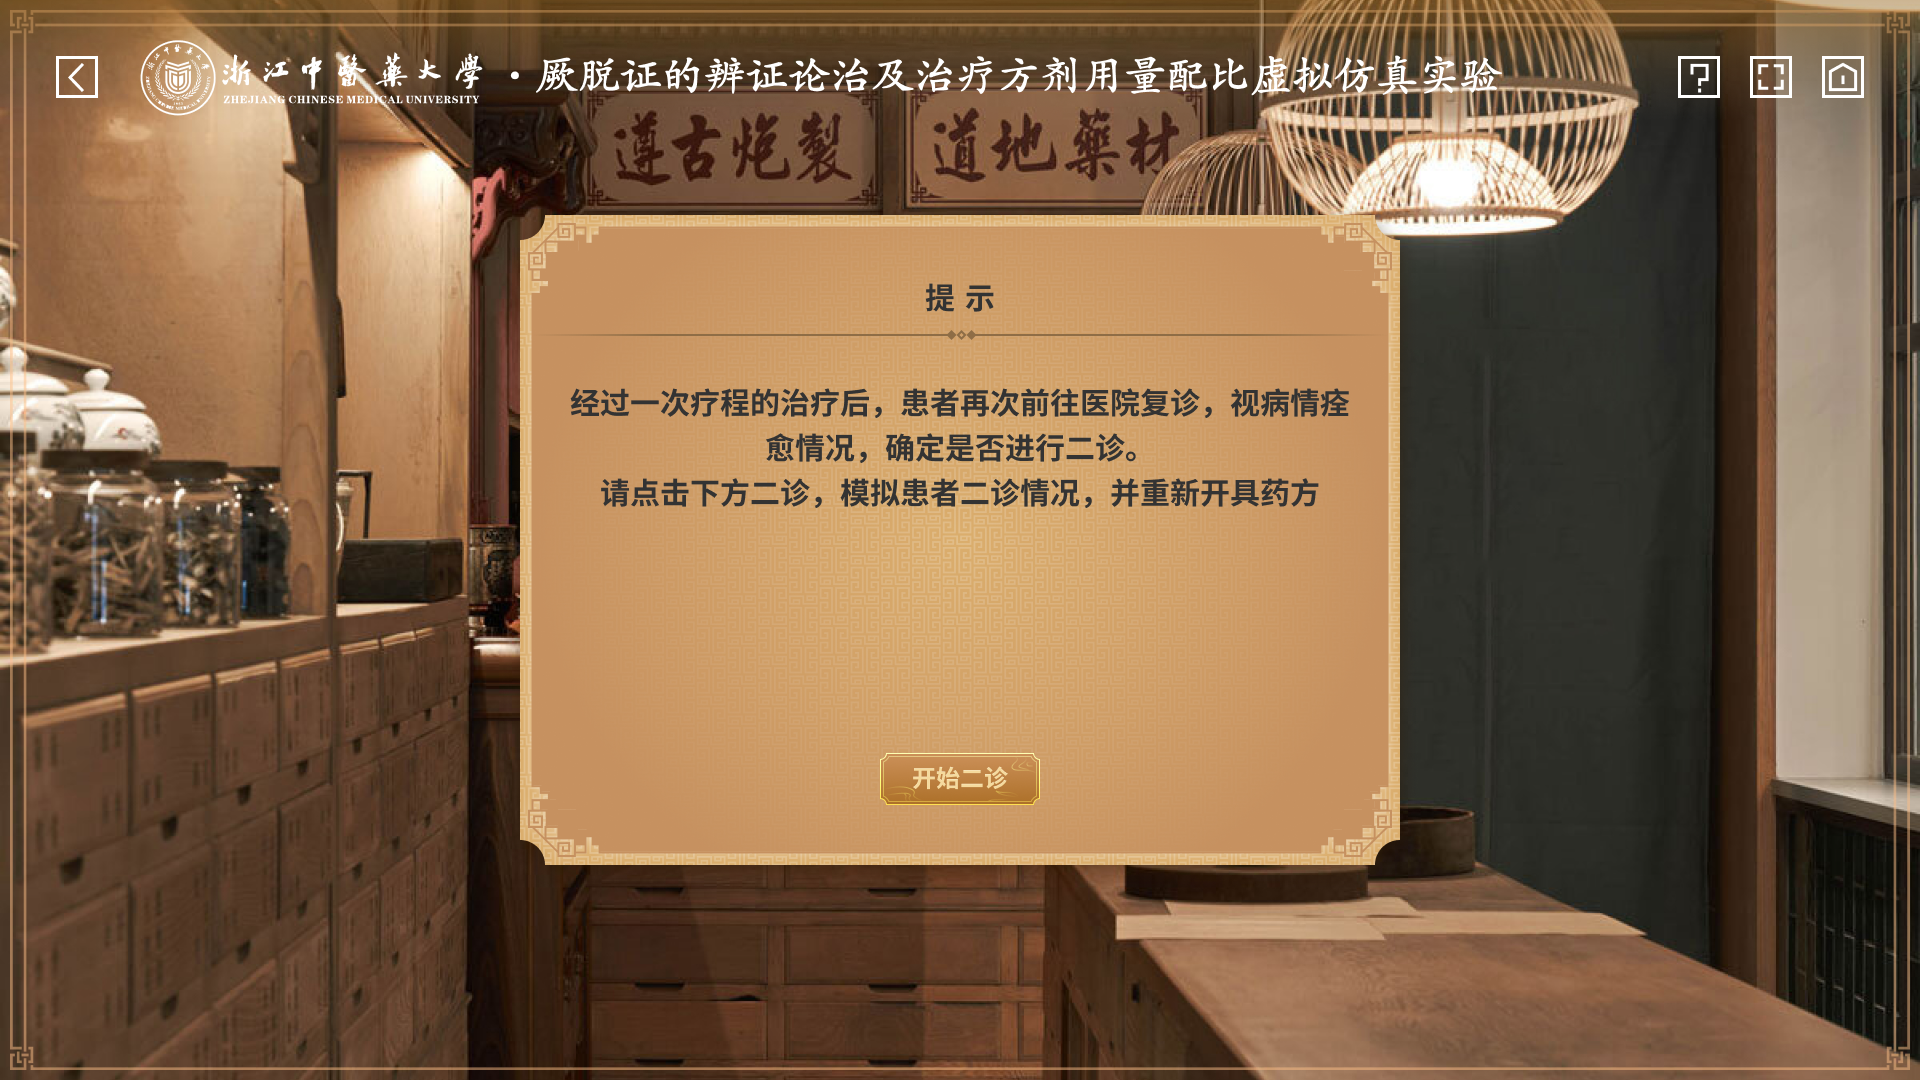 浙江中醫藥大學
ZHEJIANG CHINESE MEDICAL UNIVERSITY
·厥脱证的辨证论治及治疗方剂用量配比虚拟仿真实验
遵古炮製
道地藥材
提示
经过一次疗程的治疗后，患者再次前往医院复诊，视病情痊
愈情况，确定是否进行二诊。
请点击下方二诊，模拟患者二诊情况，并重新开具药方
开始二诊